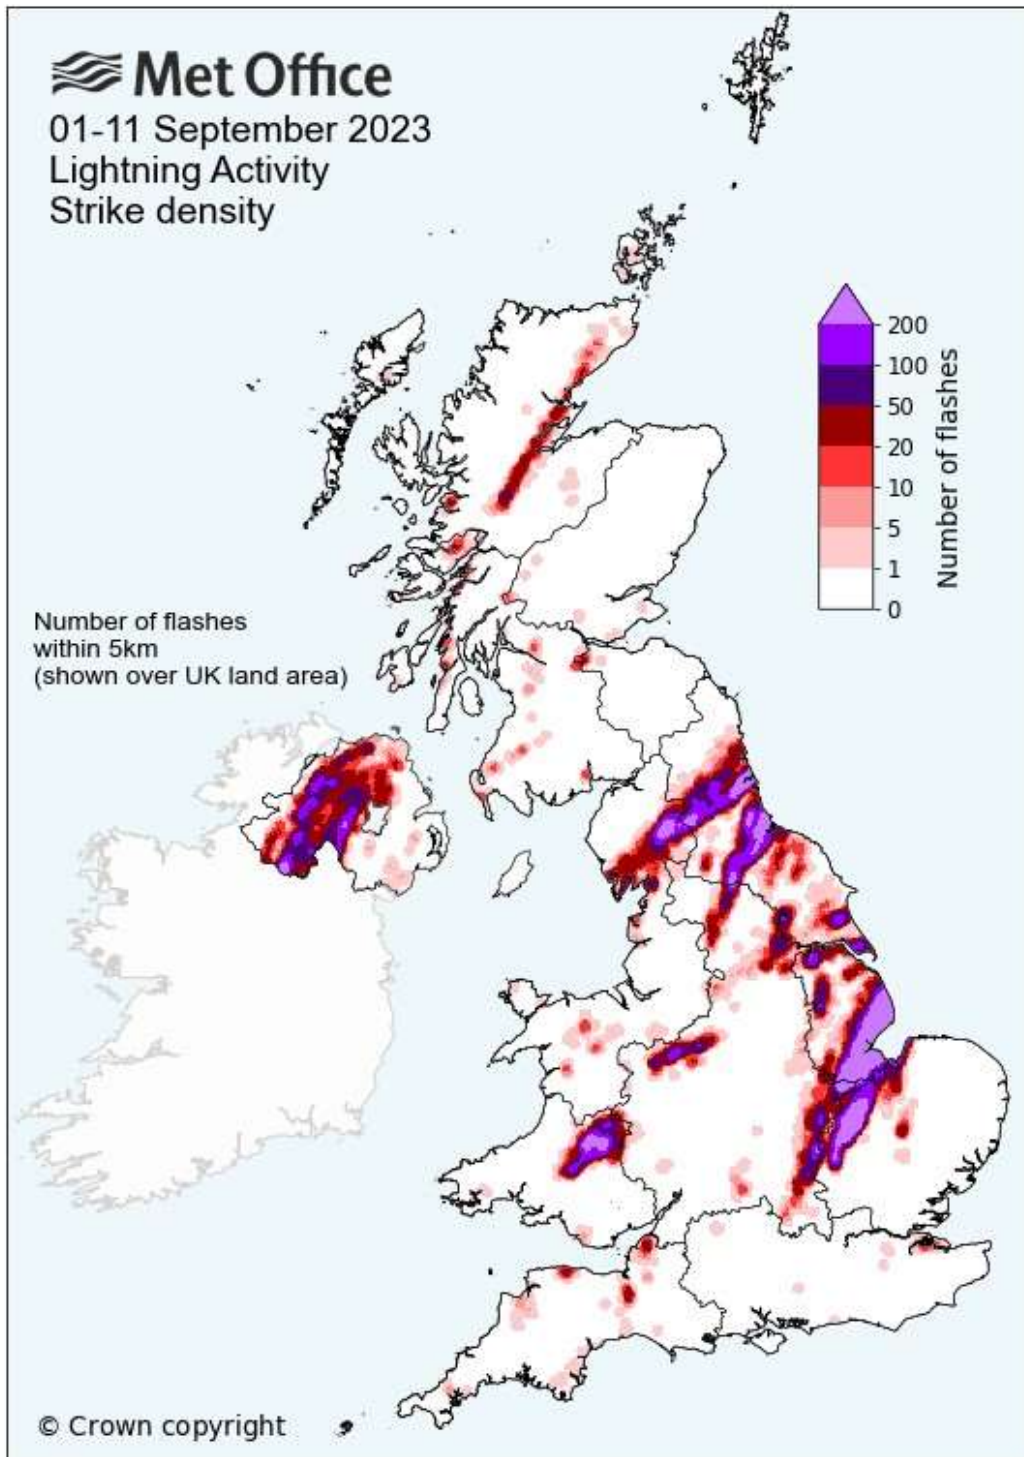 Met Office
01-11 September 2023
Lightning Activity
Strike density
200
100
50
20
10
5
1
0
Number of flashes
Number of flashes
within 5km
(shown over UK land area)
© Crown copyright